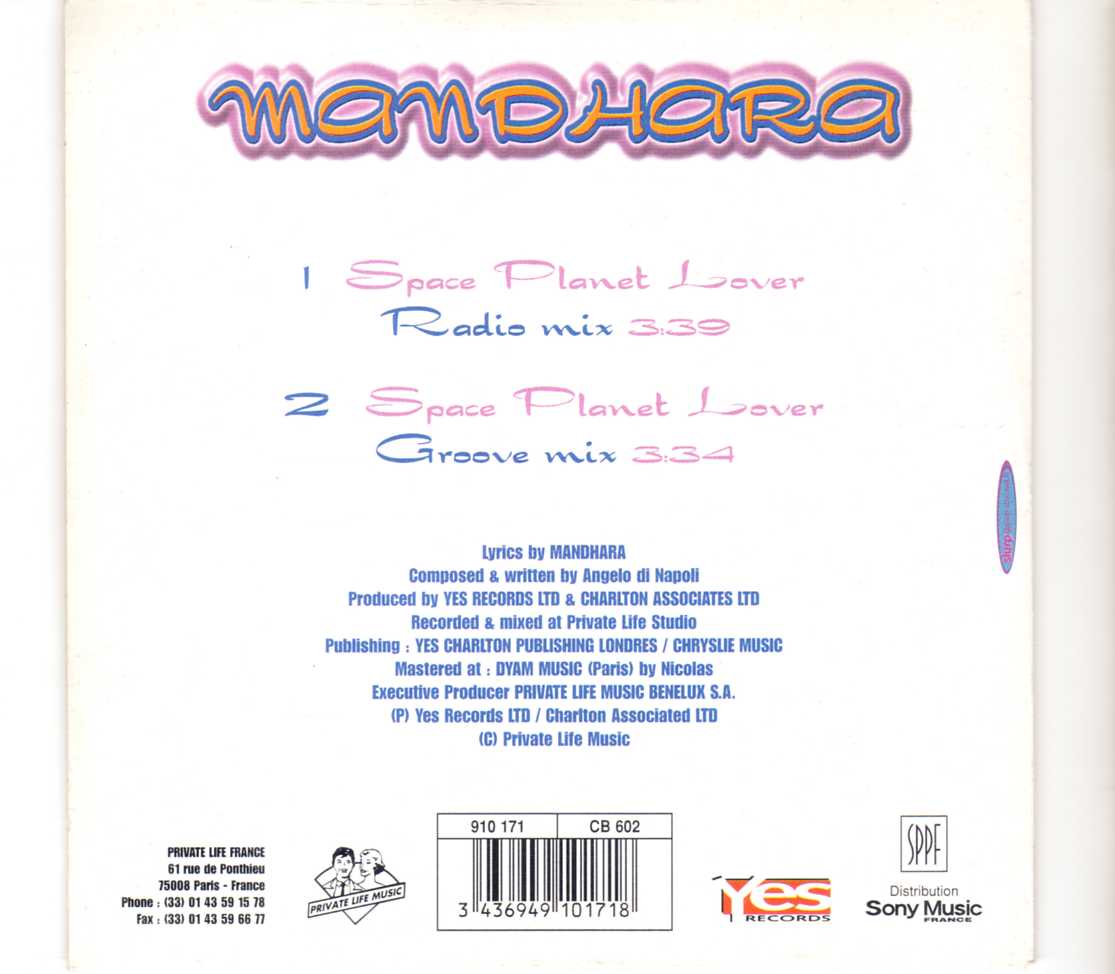 MANDHARA
1 Space Planet Lover
Radio mix 3:39
2 Space Planet Lover
Groove mix 3:34
Lyrics by MANDHARA
Composed & written by Angelo di Napoli
Produced by YES RECORDS LTD & CHARLTON ASSOCIATES LTD
Recorded & mixed at Private Life Studio
Publishing : YES CHARLTON PUBLISHING LONDRES / CHRYSLIE MUSIC
Mastered at : DYAM MUSIC (Paris) by Nicolas
Executive Producer PRIVATE LIFE MUSIC BENELUX S.A.
(P) Yes Records LTD / Charlton Associated LTD
(C) Private Life Music
slurp
PRIVATE LIFE FRANCE
61 rue de Ponthieu
75008 Paris - France
Phone : (33) 01 43 59 15 78
Fax : (33) 01 43 59 66 77
PRIVATE LIFE MUSIC
910 171 CB 602
3 436949 101718
Yes
RECORDS
SPPF
Distribution
Sony Music
FRANCE